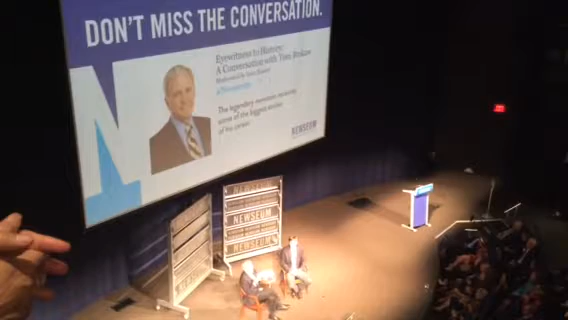 DON'T MISS THE CONVERSATION.
Eyewitness to History:
A Conversation with Tom Brokaw
The legendary newsman recounts
some of the biggest stories
of his career.
NEWSEUM
NEWSEUM
NEWSEUM